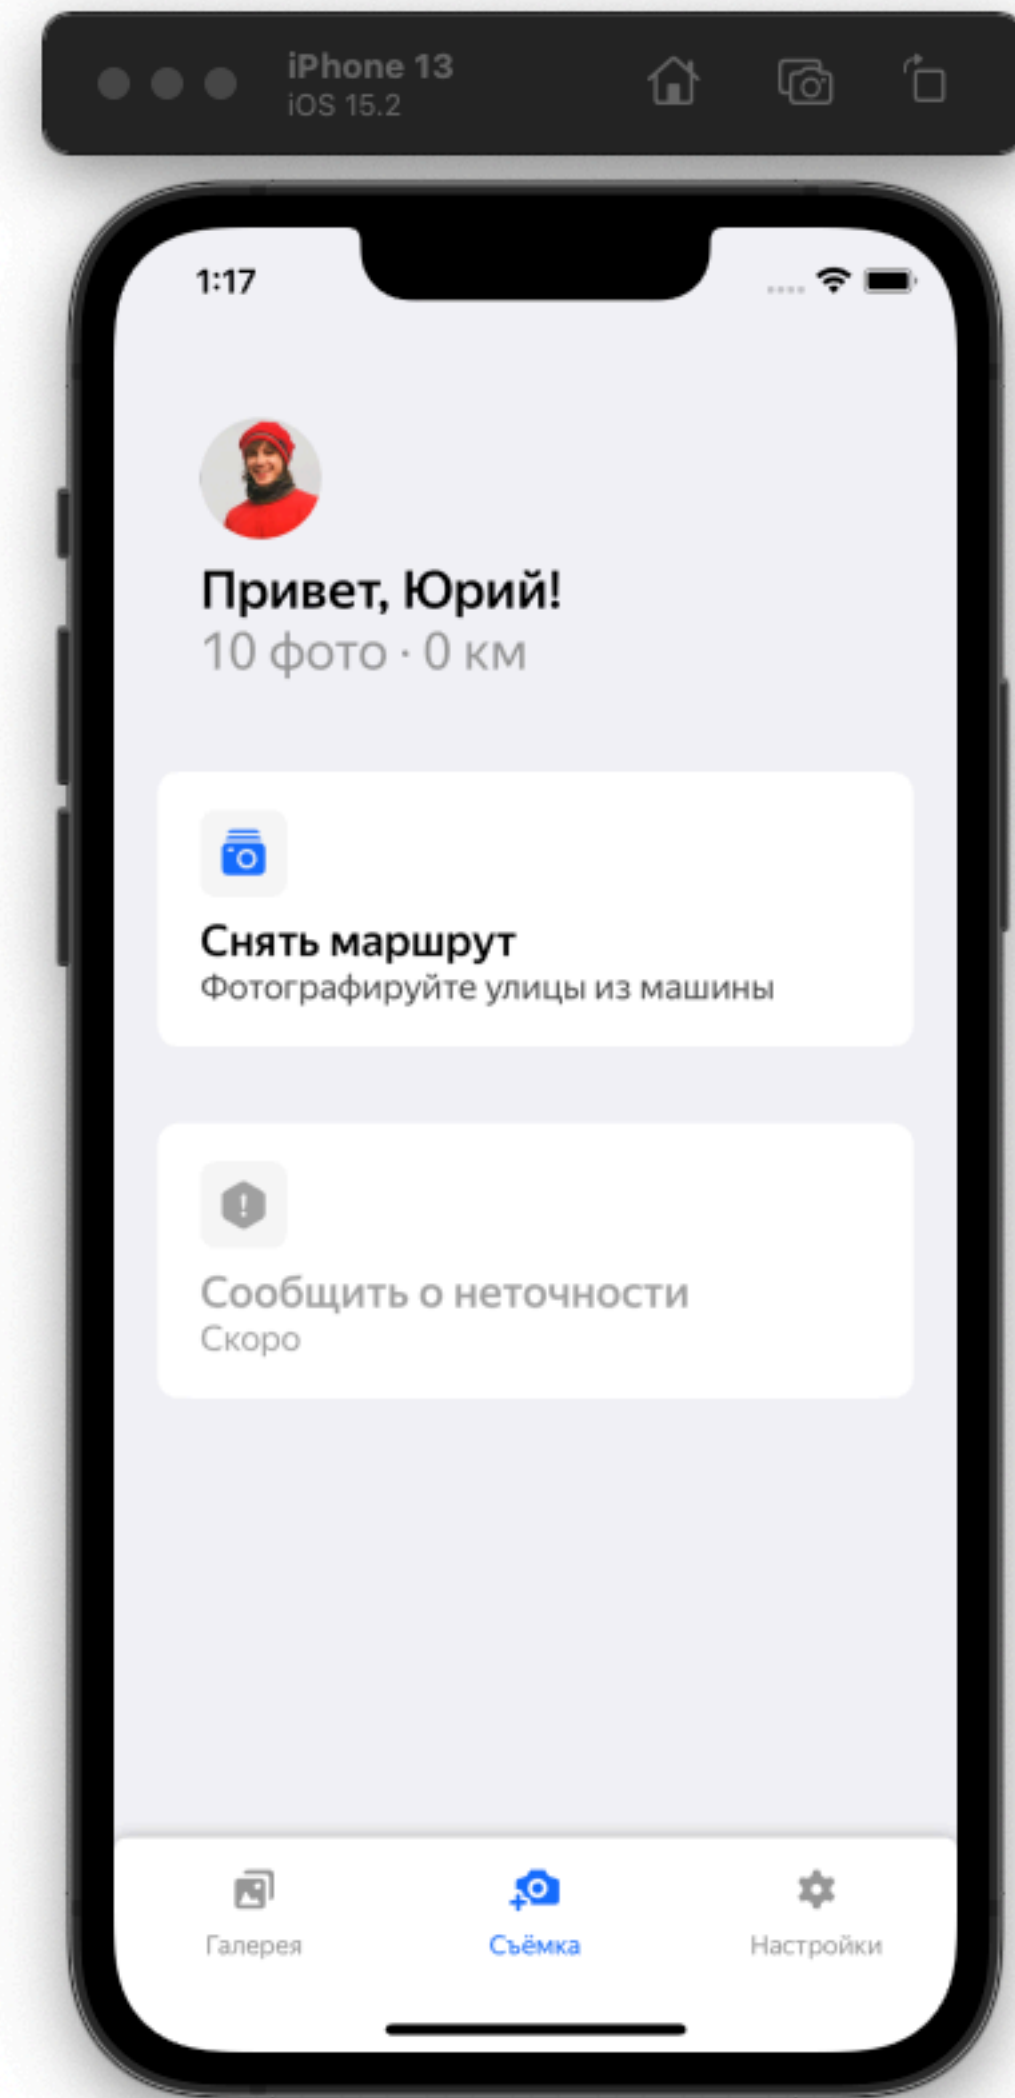 iPhone 13
iOS 15.2
1:17
Привет, Юрий!
10 фото · 0 км
Снять маршрут
Фотографируйте улицы из машины
Сообщить о неточности
Скоро
Галерея
Съёмка
Настройки